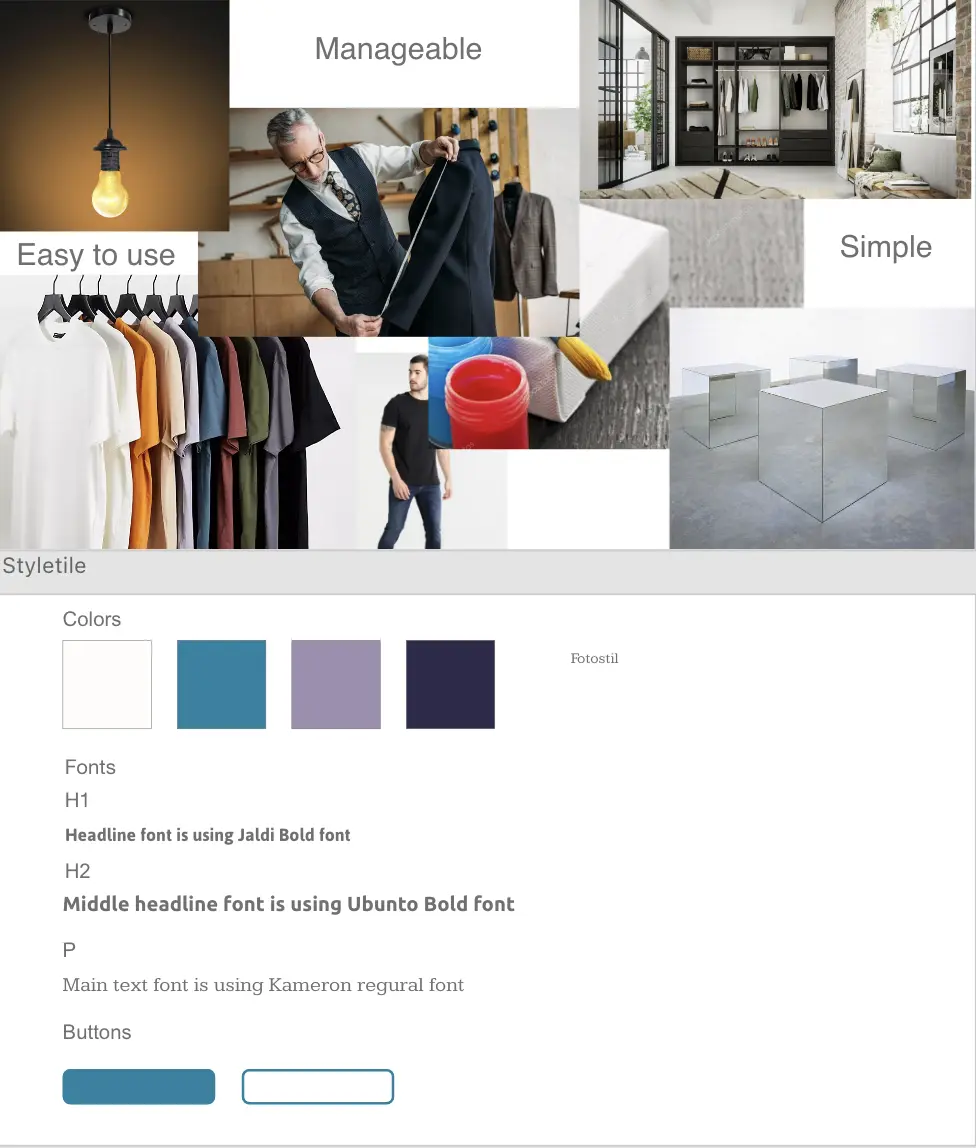 Manageable
Easy to use
Simple
Styletile
Colors
Fotostil
Fonts
H1
Headline font is using Jaldi Bold font
H2
Middle headline font is using Ubunto Bold font
P
Main text font is using Kameron regural font
Buttons